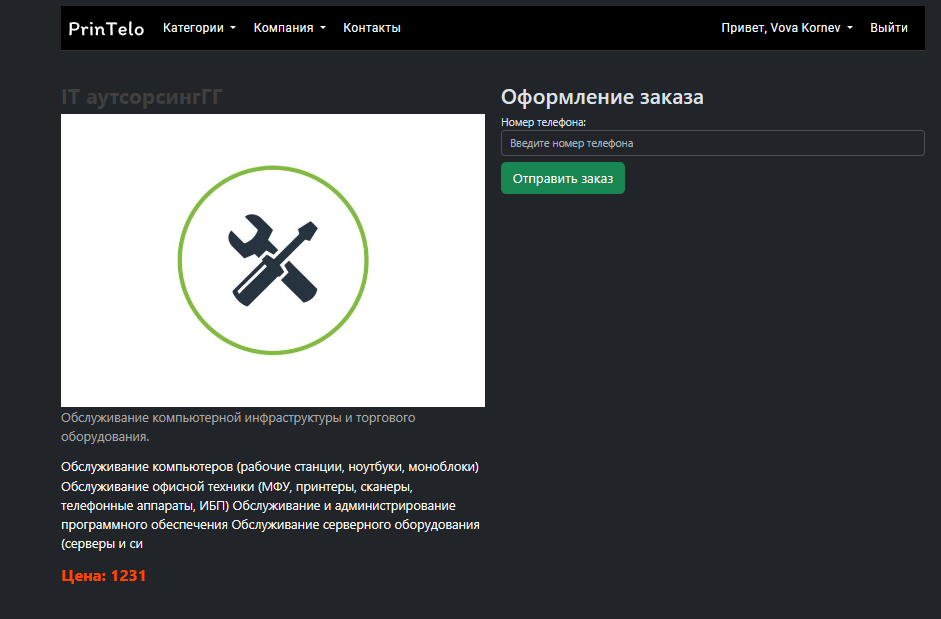 PrinTelo Категории Компания Контакты Привет, Vova Kornev Выйти
IT аутсорсингГГ
Обслуживание компьютерной инфраструктуры и торгового
оборудования.
Обслуживание компьютеров (рабочие станции, ноутбуки, моноблоки)
Обслуживание офисной техники (МФУ, принтеры, сканеры,
телефонные аппараты, ИБП) Обслуживание и администрирование
программного обеспечения Обслуживание серверного оборудования
(серверы и си
Цена: 1231
Оформление заказа
Номер телефона:
Введите номер телефона
Отправить заказ